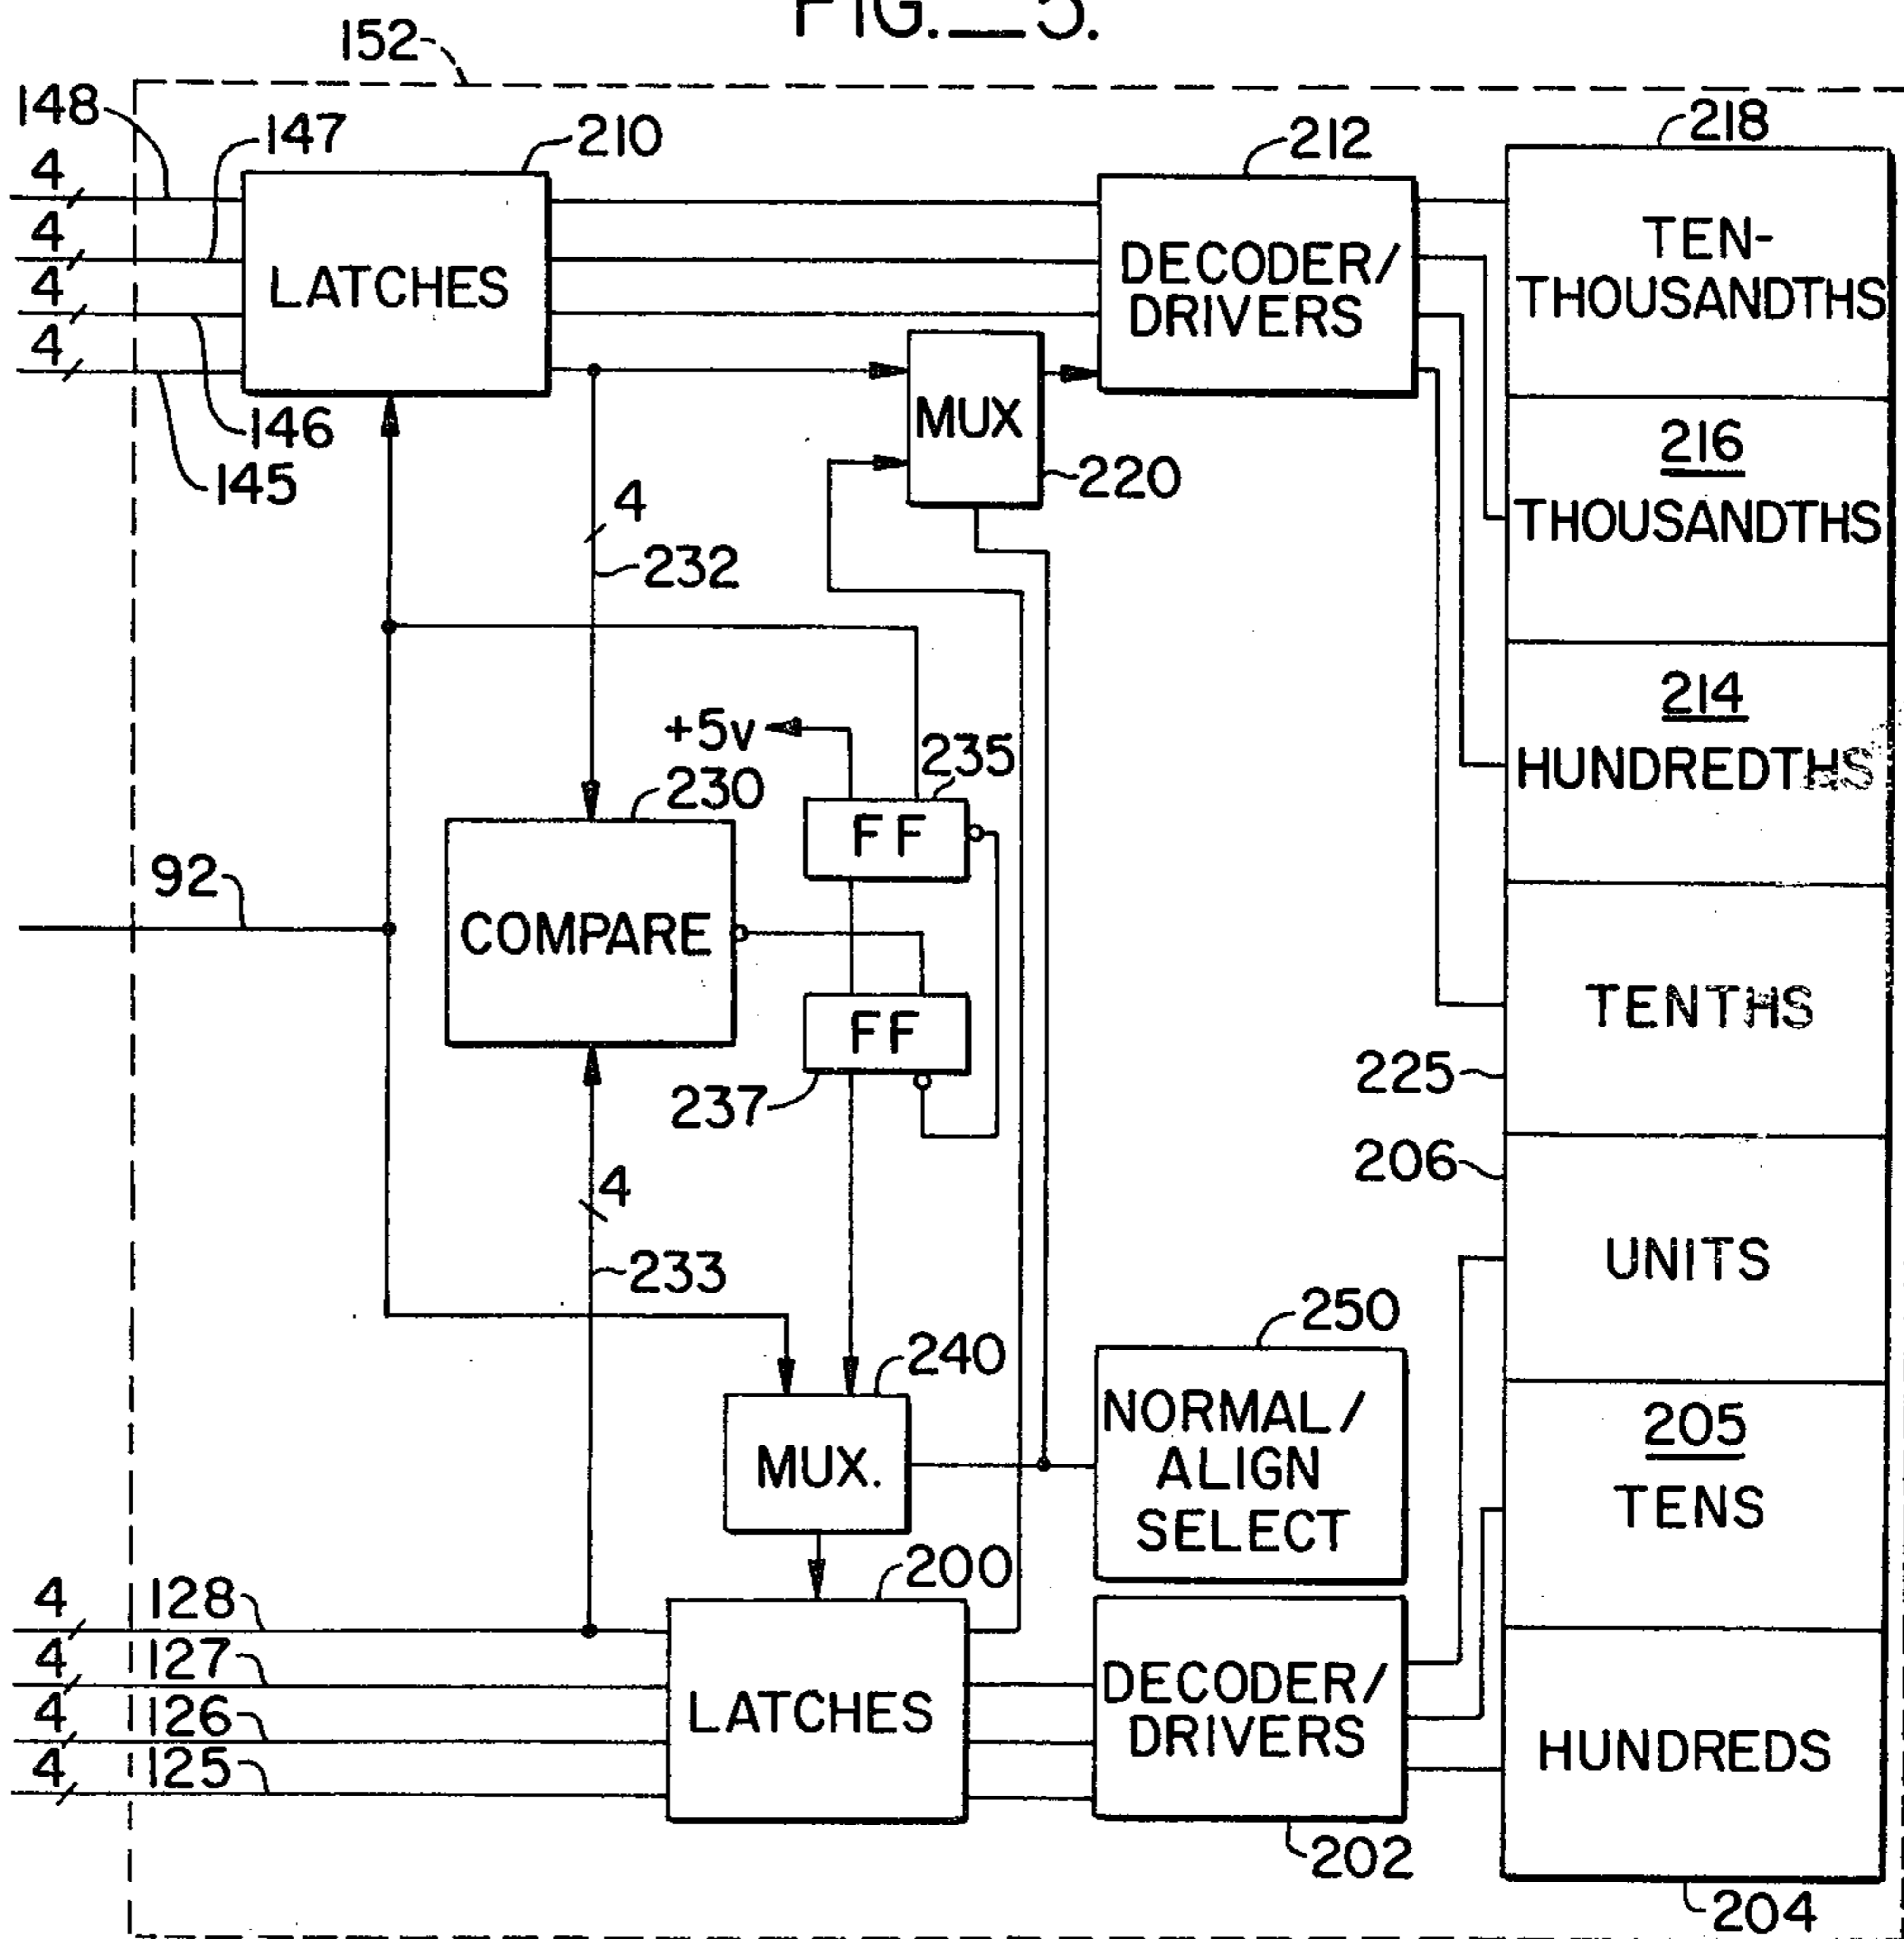 FIG._5.
152
148
147
210
212
218
4
4
4
4
LATCHES
DECODER/
DRIVERS
TEN-
THOUSANDTHS
MUX
146
145
220
216
THOUSANDTHS
4
232
+5v
235
230
214
HUNDREDTHS
FF
92
COMPARE
FF
TENTHS
237
225
206
4
233
UNITS
250
240
NORMAL/
ALIGN
SELECT
MUX.
205
TENS
200
4 128
4 127
4 126
4 125
LATCHES
DECODER/
DRIVERS
HUNDREDS
202
204